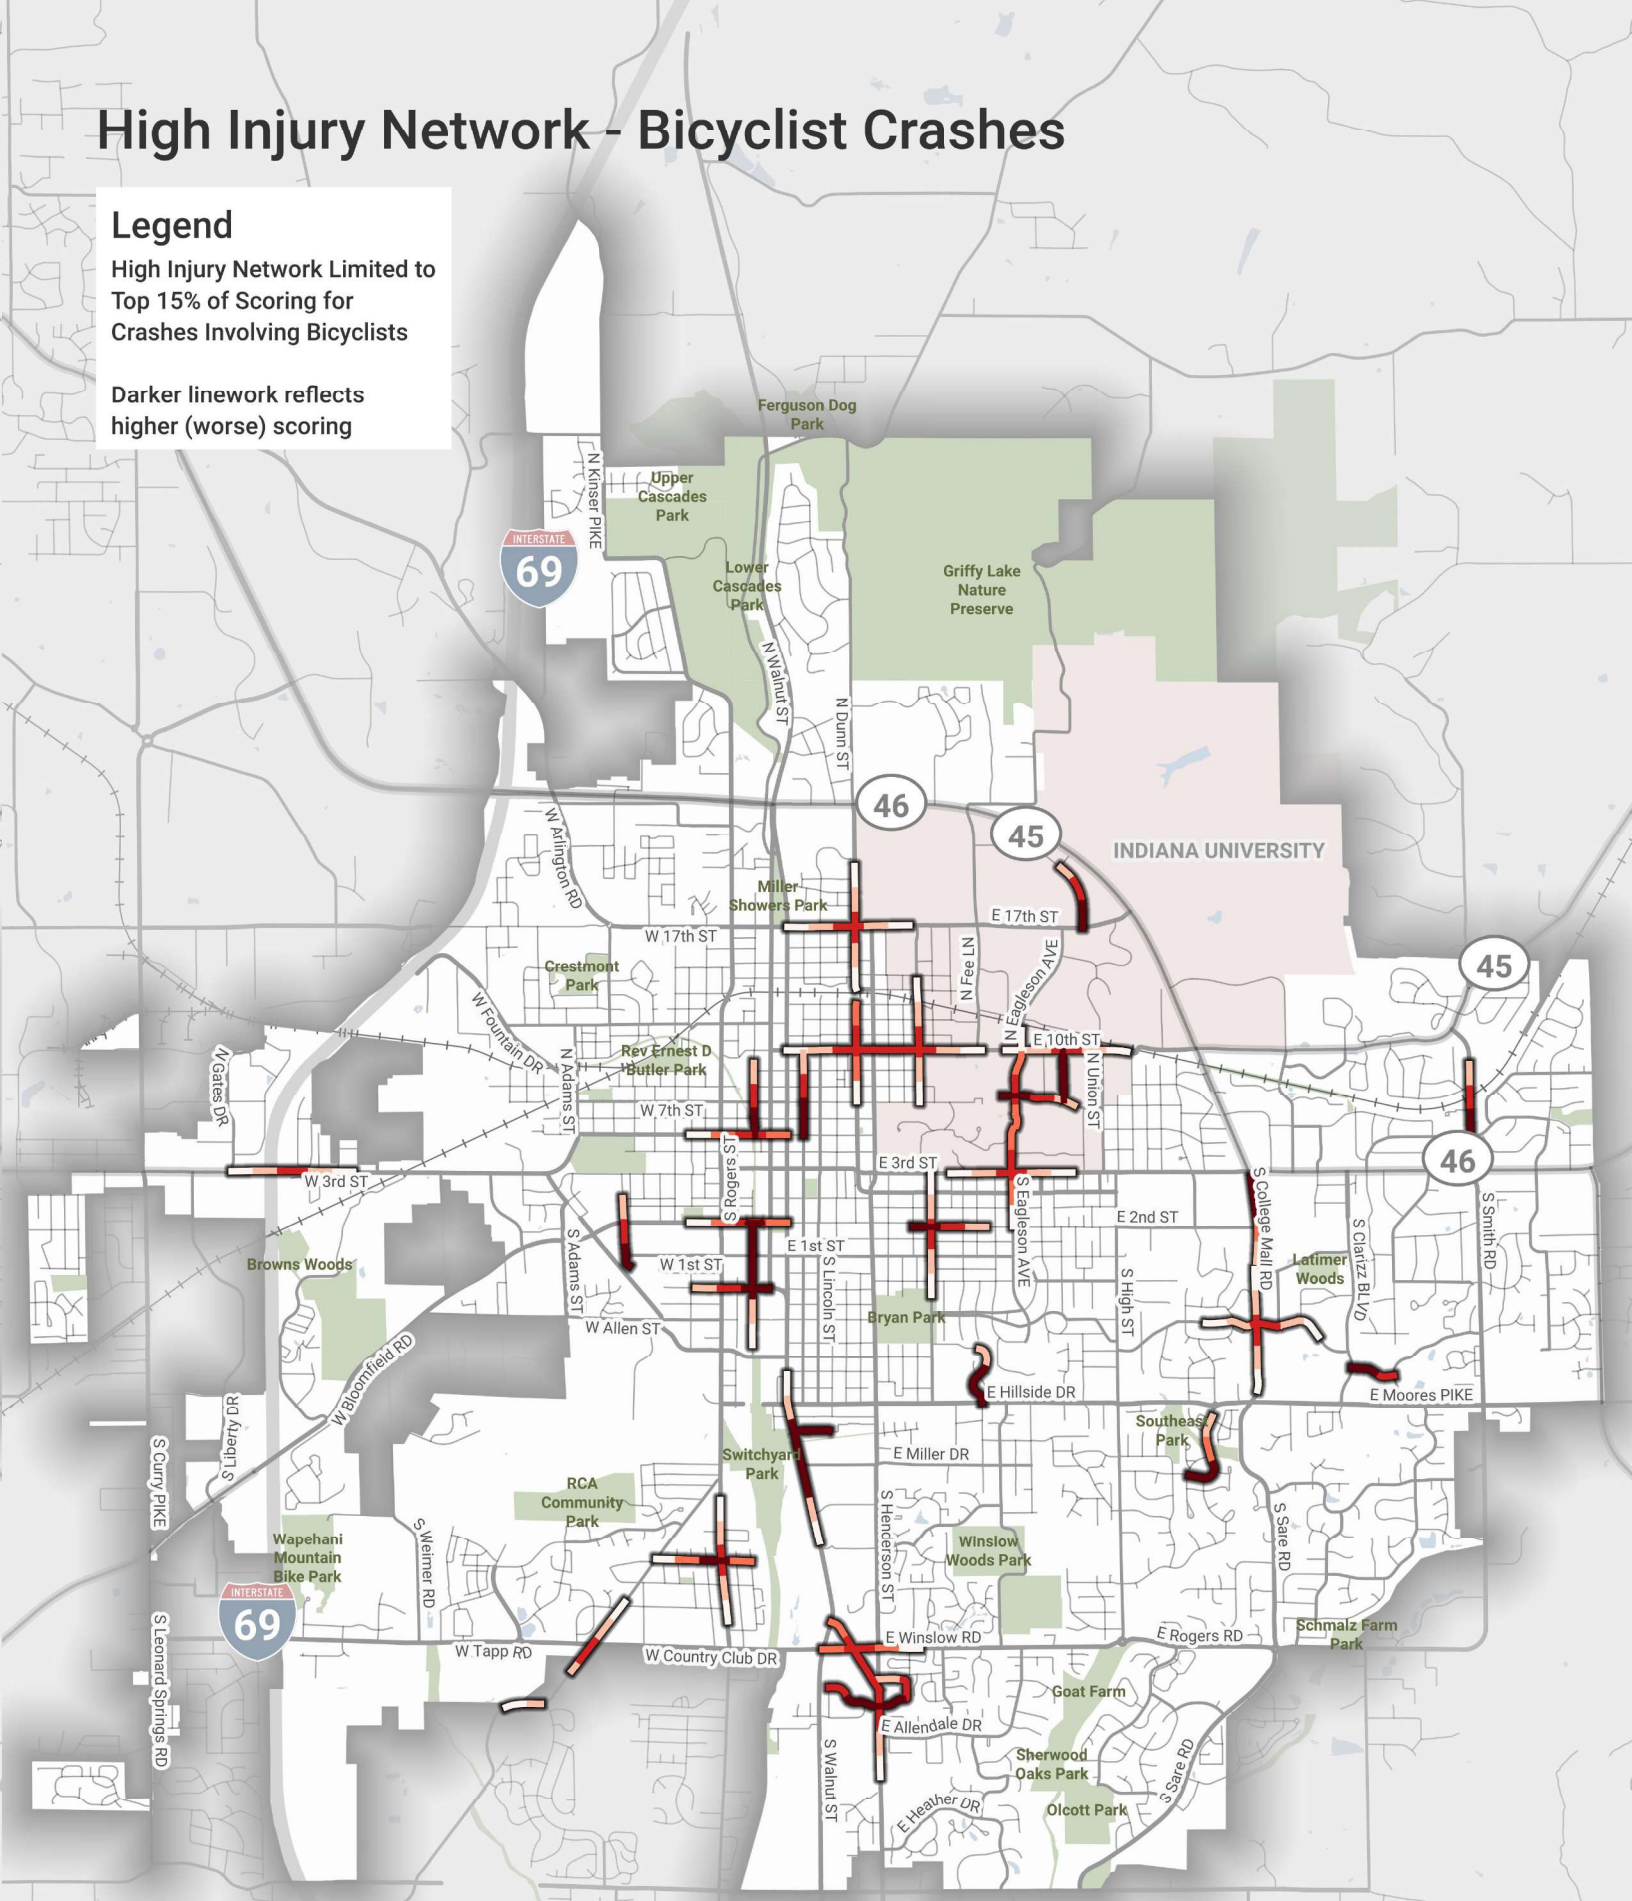 High Injury Network - Bicyclist Crashes
Legend
High Injury Network Limited to
Top 15% of Scoring for
Crashes Involving Bicyclists
Darker linework reflects
higher (worse) scoring
Ferguson Dog
Park
N Kinser PIKE
Upper
Cascades
Park
INTERSTATE
69
Lower
Cascades
Park
Griffy Lake
Nature
Preserve
N Walnut ST
N Dunn ST
46
45
INDIANA UNIVERSITY
W Arlington RD
Miller
Showers Park
E 17th ST
W 17th ST
N Fee LN
N Eagleson AVE
Crestmont
Park
45
W Fountain DR
N Adams ST
Rev Ernest D
Butler Park
E 10th ST
N Union ST
N Gates DR
W 7th ST
46
E 3rd ST
W 3rd ST
S Rogers ST
S Eagleson AVE
S College Mall RD
S Smith RD
E 2nd ST
S Adams ST
E 1st ST
W 1st ST
S Clarizz BLVD
Browns Woods
Latimer
Woods
S Lincoln ST
S High ST
Bryan Park
W Allen ST
W Bloomfield RD
E Hillside DR
E Moores PIKE
S Liberty DR
Southeast
Park
S Curry PIKE
Switchyard
Park
E Miller DR
RCA
Community
Park
S Henderson ST
S Weimer RD
S Sare RD
Wapehani
Mountain
Bike Park
Winslow
Woods Park
INTERSTATE
69
S Leonard Springs RD
Schmalz Farm
Park
E Winslow RD
E Rogers RD
W Tapp RD
W Country Club DR
Goat Farm
E Allendale DR
S Walnut ST
Sherwood
Oaks Park
S Sare RD
E Heather DR
Olcott Park